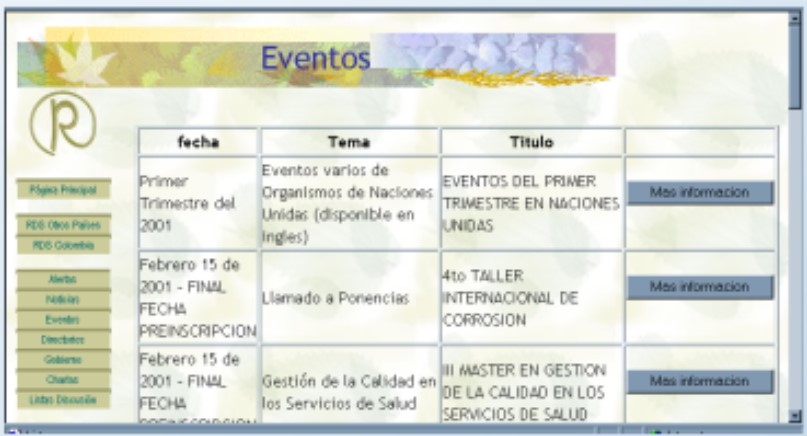 Eventos
R
fecha Tema Titulo
Página Principal
RDS Otros Países
RDS Colombia
Alertas
Noticias
Eventos
Directorios
Gobierno
Charlas
Listas Discusión
Primer
Trimestre del
2001
Eventos varios de
Organismos de Naciones
Unidas (disponible en
ingles)
EVENTOS DEL PRIMER
TRIMESTRE EN NACIONES
UNIDAS
Mas informacion
Febrero 15 de
2001 - FINAL
FECHA
PREINSCRIPCION
Llamado a Ponencias
4to TALLER
INTERNACIONAL DE
CORROSION
Mas informacion
Febrero 15 de
2001 - FINAL
FECHA
Gestión de la Calidad en
los Servicios de Salud
III MASTER EN GESTION
DE LA CALIDAD EN LOS
SERVICIOS DE SALUD
Mas informacion